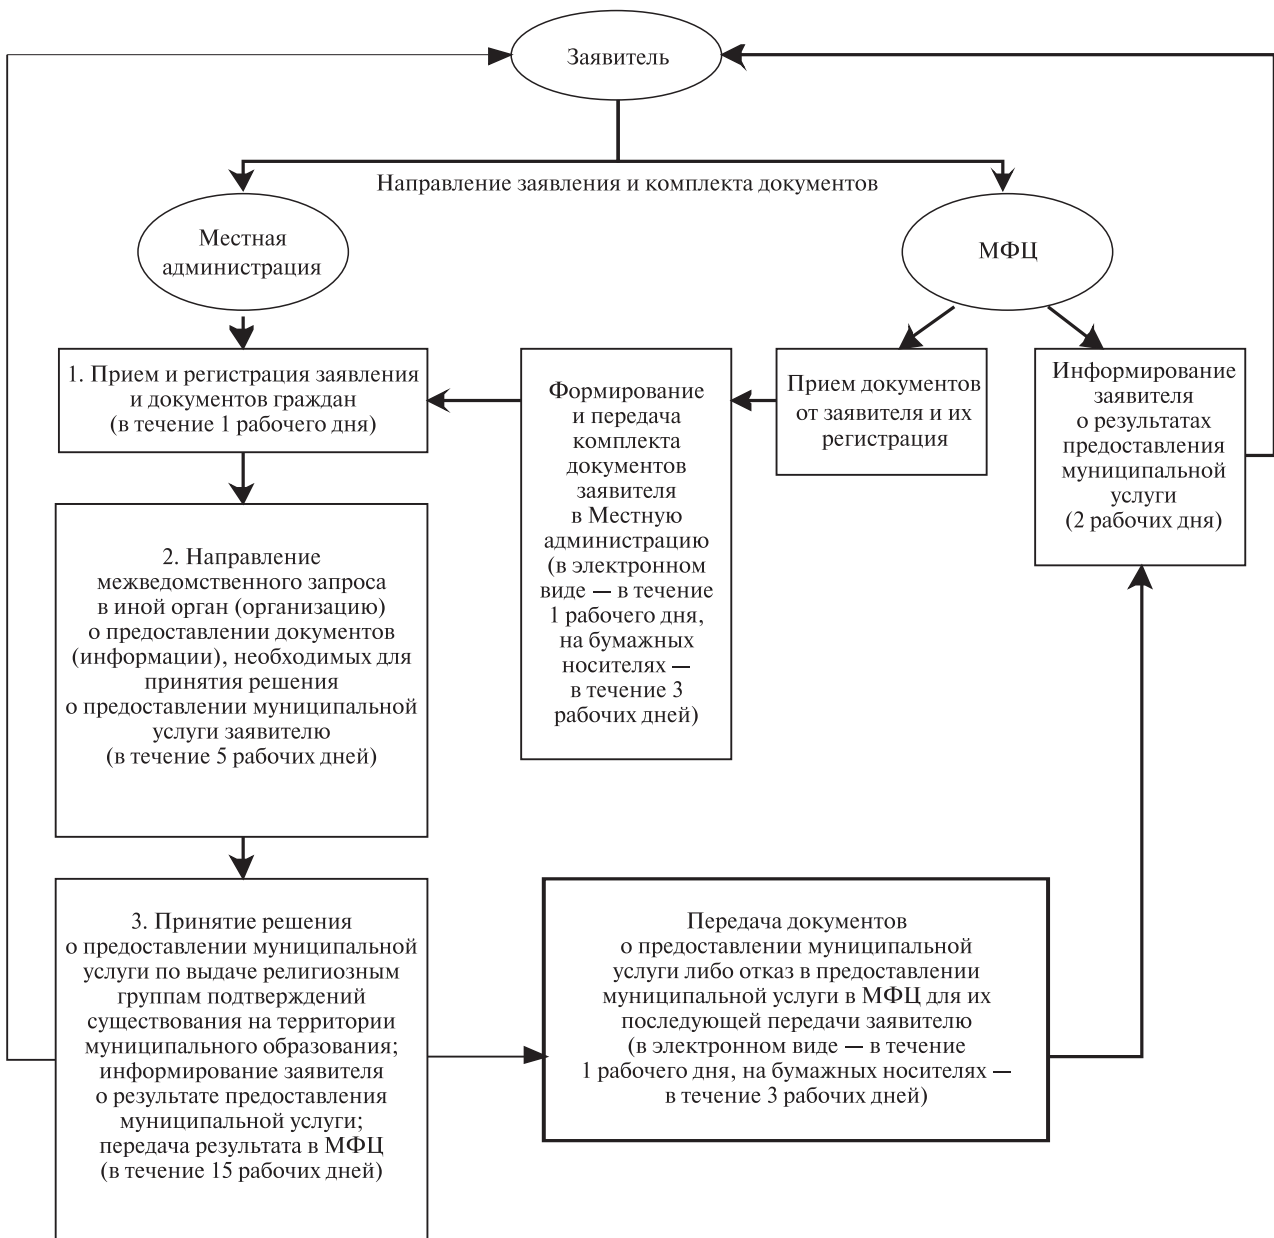 Заявитель
Направление заявления и комплекта документов
Местная
администрация
МФЦ
1. Прием и регистрация заявления
и документов граждан
(в течение 1 рабочего дня)
Формирование
и передача
комплекта
документов
заявителя
в Местную
администрацию
(в электронном
виде — в течение
1 рабочего дня,
на бумажных
носителях —
в течение 3
рабочих дней)
Прием документов
от заявителя и их
регистрация
Информирование
заявителя
о результатах
предоставления
муниципальной
услуги
(2 рабочих дня)
2. Направление
межведомственного запроса
в иной орган (организацию)
о предоставлении документов
(информации), необходимых для
принятия решения
о предоставлении муниципальной
услуги заявителю
(в течение 5 рабочих дней)
3. Принятие решения
о предоставлении муниципальной
услуги по выдаче религиозным
группам подтверждений
существования на территории
муниципального образования;
информирование заявителя
о результате предоставления
муниципальной услуги;
передача результата в МФЦ
(в течение 15 рабочих дней)
Передача документов
о предоставлении муниципальной
услуги либо отказ в предоставлении
муниципальной услуги в МФЦ для их
последующей передачи заявителю
(в электронном виде — в течение
1 рабочего дня, на бумажных носителях —
в течение 3 рабочих дней)